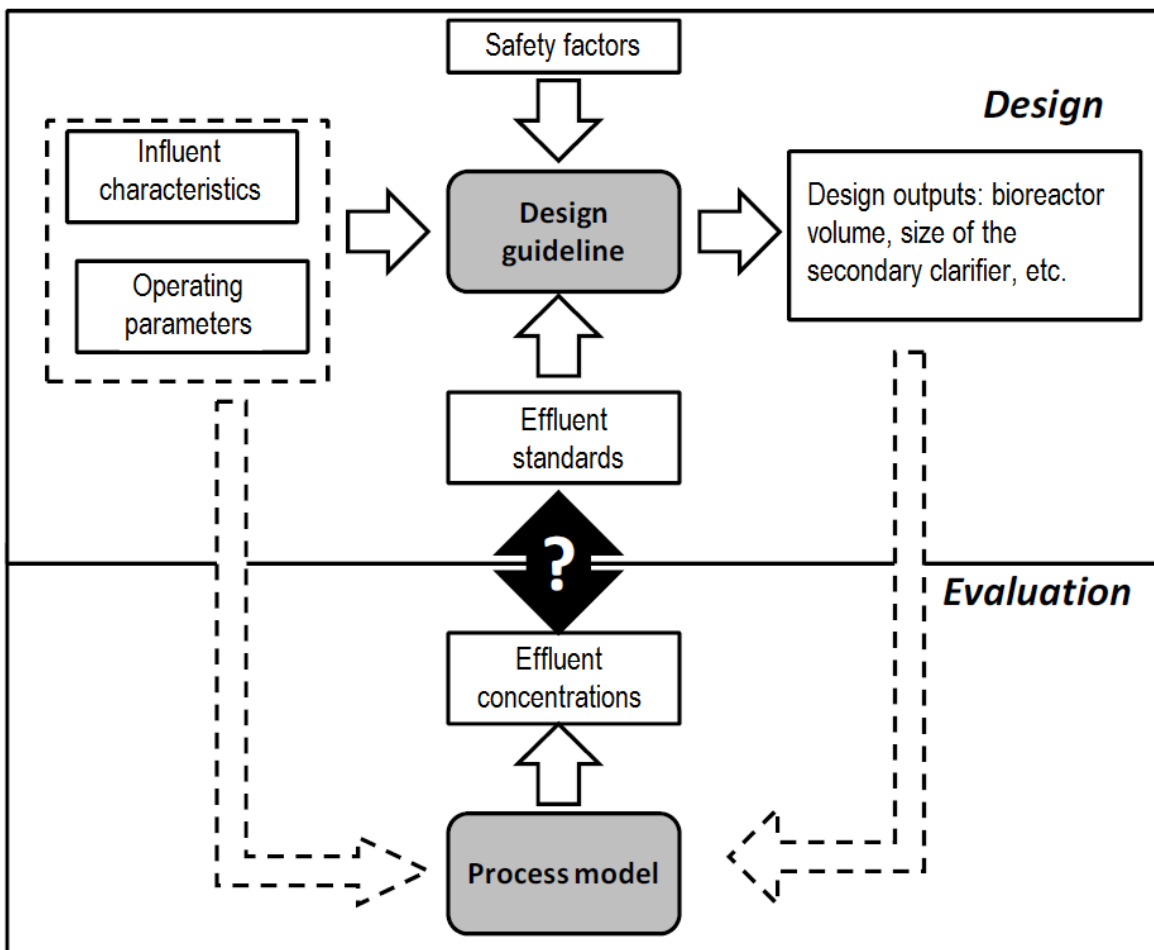 Safety factors
Design
Influent
characteristics
Operating
parameters
Design
guideline
Design outputs: bioreactor
volume, size of the
secondary clarifier, etc.
Effluent
standards
?
Evaluation
Effluent
concentrations
Process model